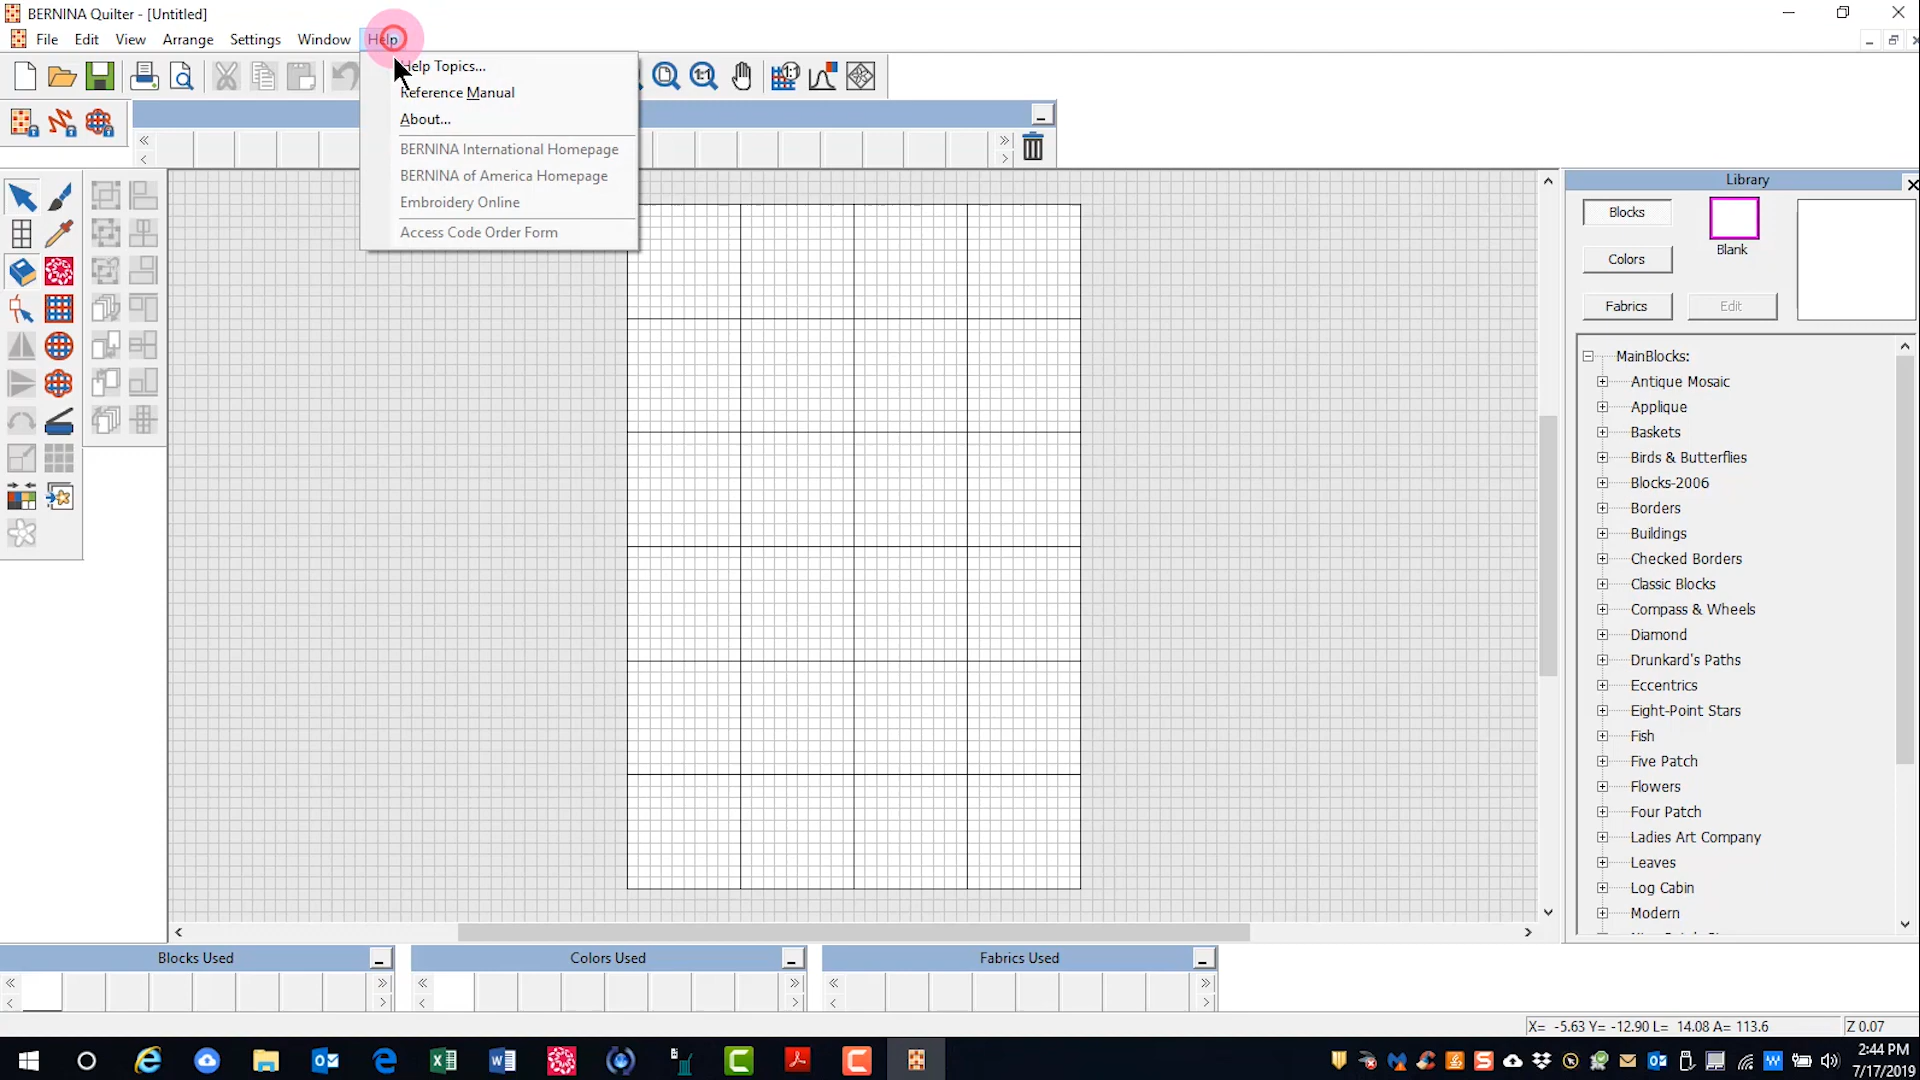 BERNINA Quilter - [Untitled]
File Edit View Arrange Settings Window Help
Help Topics...
Reference Manual
About...
BERNINA International Homepage
BERNINA of America Homepage
Embroidery Online
Access Code Order Form
1:1
1:1
Library
Blocks
Blank
Colors
Fabrics
Edit
MainBlocks:
Antique Mosaic
Applique
Baskets
Birds & Butterflies
Blocks-2006
Borders
Buildings
Checked Borders
Classic Blocks
Compass & Wheels
Diamond
Drunkard's Paths
Eccentrics
Eight-Point Stars
Fish
Five Patch
Flowers
Four Patch
Ladies Art Company
Leaves
Log Cabin
Modern
Blocks Used
Colors Used
Fabrics Used
X= -5.63 Y= -12.90 L= 14.08 A= 113.6
Z 0.07
2:44 PM
7/17/2019